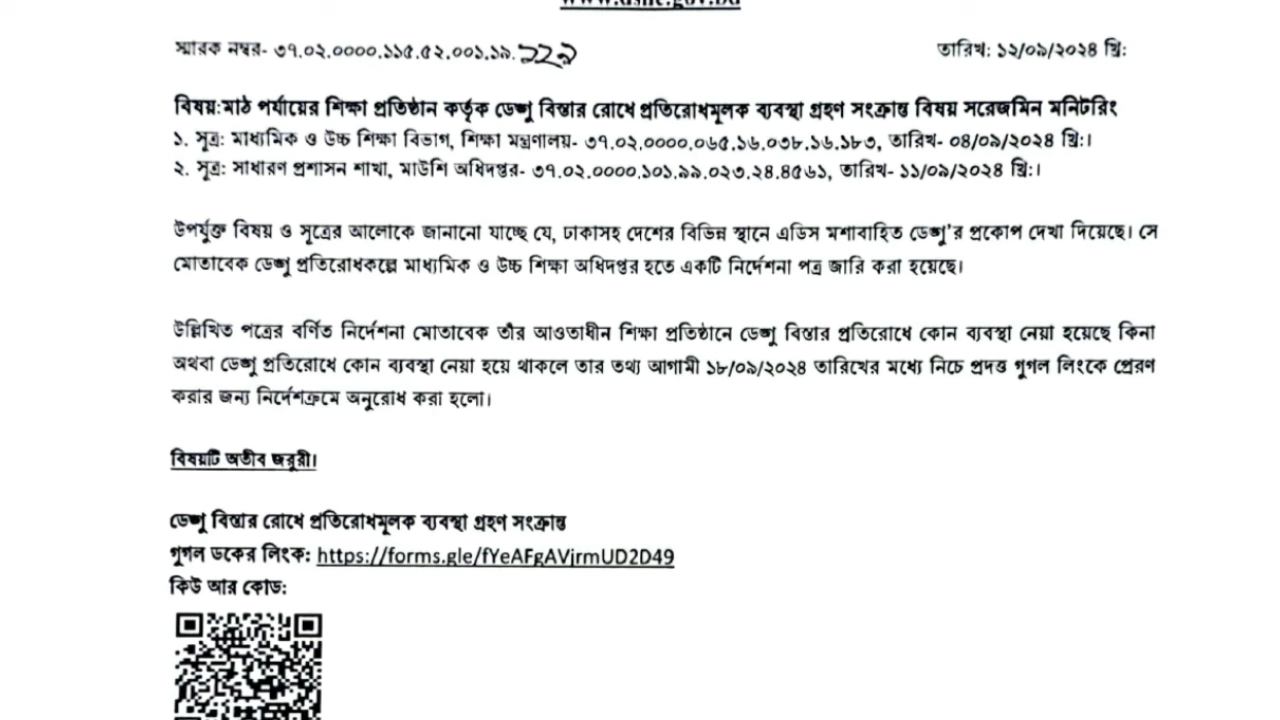 www.dshe.gov.bd
স্মারক নম্বর- ৩৭.০২.০০০০.১১৫.৫২.০০১.১৯.১২৯ তারিখ: ১২/০৯/২০২৪ খ্রি:
বিষয়:মাঠ পর্যায়ের শিক্ষা প্রতিষ্ঠান কর্তৃক ডেঙ্গু বিস্তার রোধে প্রতিরোধমূলক ব্যবস্থা গ্রহণ সংক্রান্ত বিষয় সরেজমিন মনিটরিং
১. সূত্র: মাধ্যমিক ও উচ্চ শিক্ষা বিভাগ, শিক্ষা মন্ত্রণালয়- ৩৭.০২.০০০০.০৬৫.১৬.০৩৮.১৬.১৮৩, তারিখ- ০৪/০৯/২০২৪ খ্রি:।
২. সূত্র: সাধারণ প্রশাসন শাখা, মাউশি অধিদপ্তর- ৩৭.০২.০০০০.১০১.৯৯.০২৩.২৪.৪৫৬১, তারিখ- ১১/০৯/২০২৪ খ্রি:।
উপর্যুক্ত বিষয় ও সূত্রের আলোকে জানানো যাচ্ছে যে, ঢাকাসহ দেশের বিভিন্ন স্থানে এডিস মশাবাহিত ডেঙ্গু'র প্রকোপ দেখা দিয়েছে। সে
মোতাবেক ডেঙ্গু প্রতিরোধকল্পে মাধ্যমিক ও উচ্চ শিক্ষা অধিদপ্তর হতে একটি নির্দেশনা পত্র জারি করা হয়েছে।
উল্লিখিত পত্রের বর্ণিত নির্দেশনা মোতাবেক তাঁর আওতাধীন শিক্ষা প্রতিষ্ঠানে ডেঙ্গু বিস্তার প্রতিরোধে কোন ব্যবস্থা নেয়া হয়েছে কিনা
অথবা ডেঙ্গু প্রতিরোধে কোন ব্যবস্থা নেয়া হয়ে থাকলে তার তথ্য আগামী ১৮/০৯/২০২৪ তারিখের মধ্যে নিচে প্রদত্ত গুগল লিংকে প্রেরণ
করার জন্য নির্দেশক্রমে অনুরোধ করা হলো।
বিষয়টি অতীব জরুরী।
ডেঙ্গু বিস্তার রোধে প্রতিরোধমূলক ব্যবস্থা গ্রহণ সংক্রান্ত
গুগল ডকের লিংক: https://forms.gle/fYeAFgAVjrmUD2D49
কিউ আর কোড: